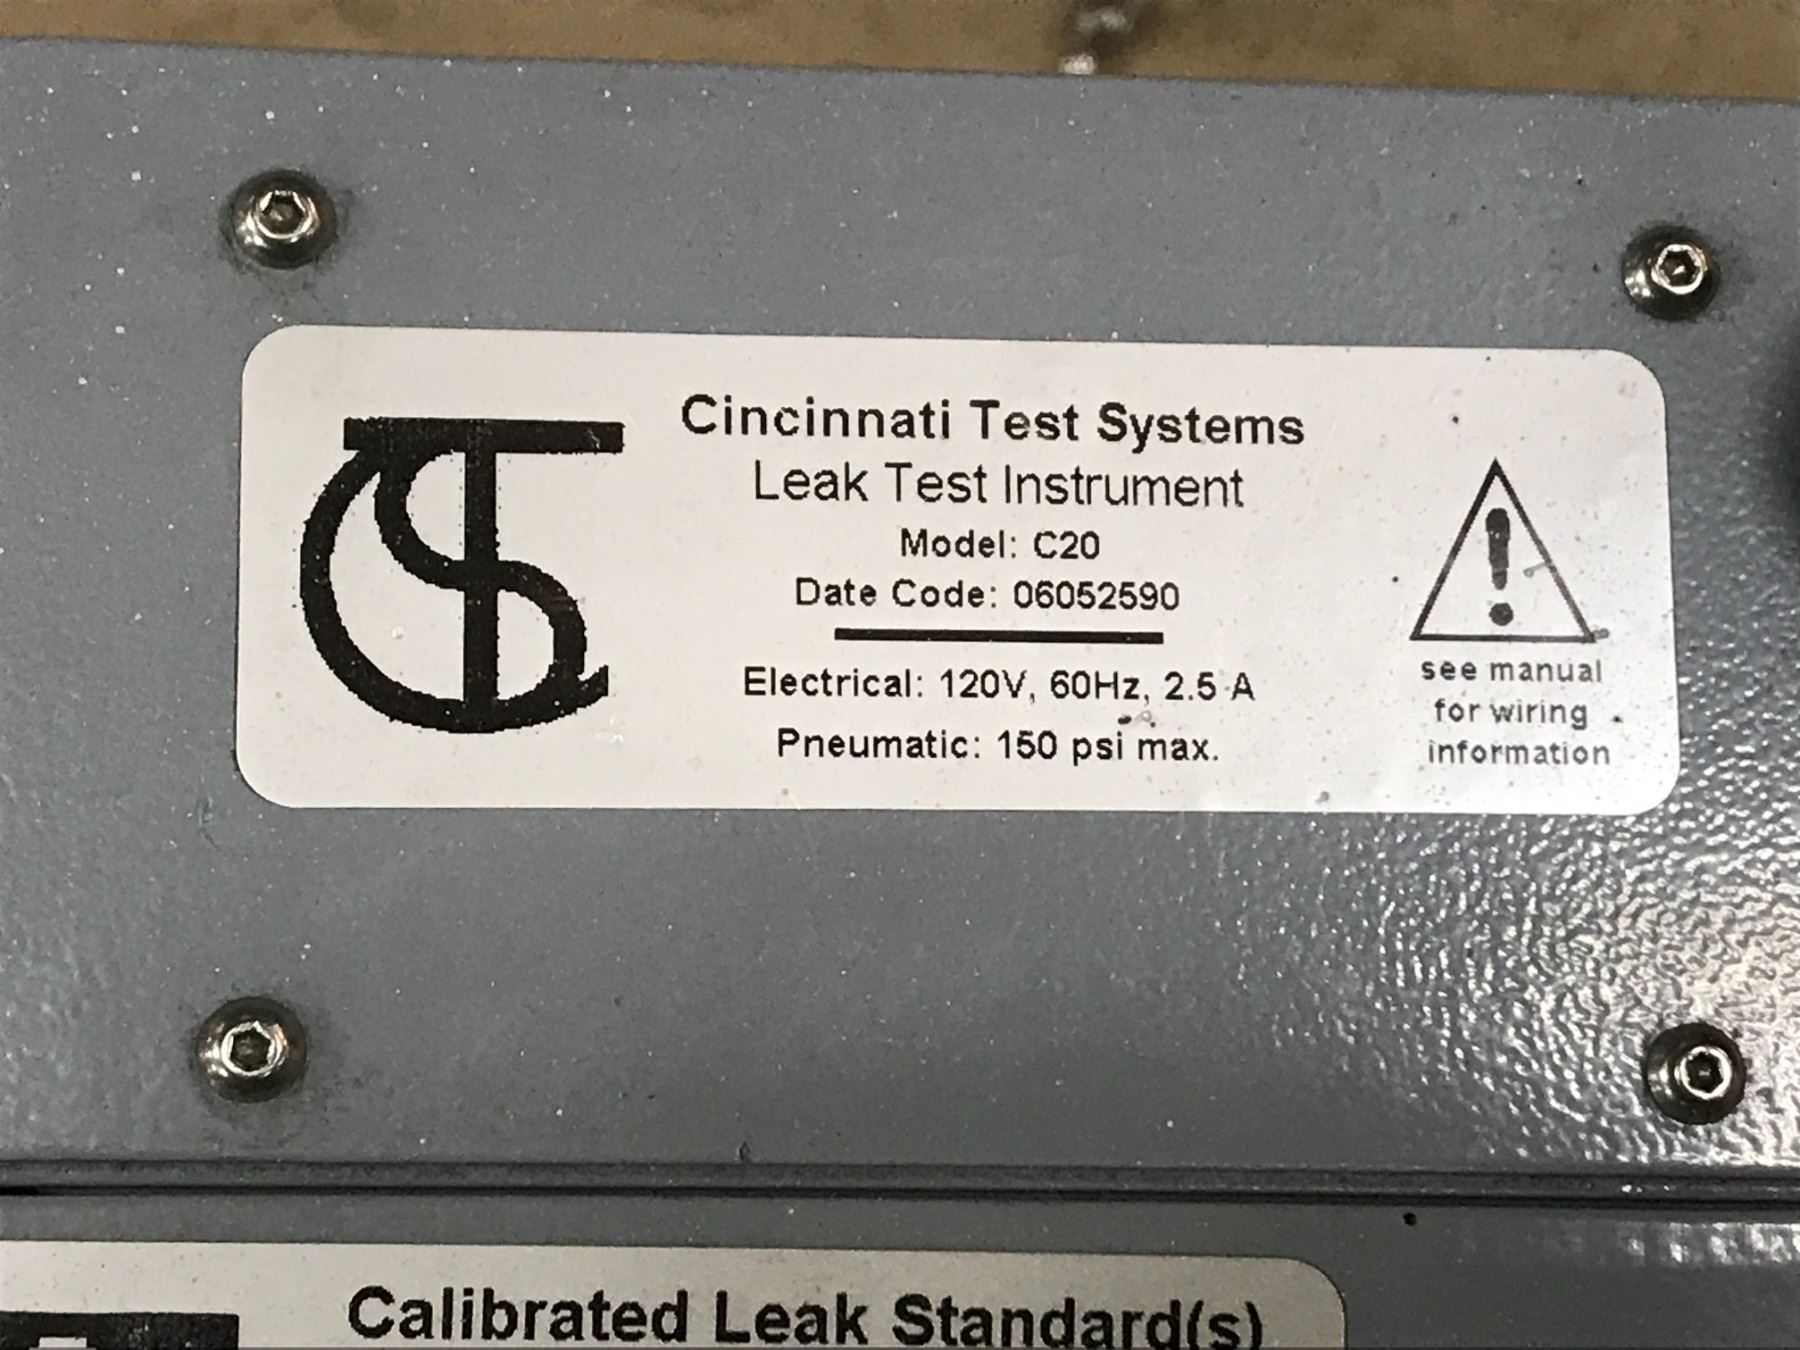 Cincinnati Test Systems
Leak Test Instrument
Model: C20
Date Code: 06052590
Electrical: 120V, 60Hz, 2.5 A
Pneumatic: 150 psi max.
see manual
for wiring
information
Calibrated Leak Standard(s)